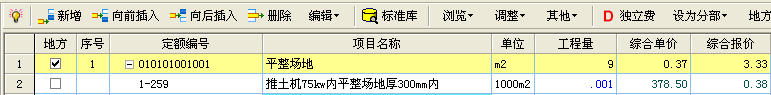 新增 向前插入 向后插入 删除 编辑 标准库 浏览 调整 其他 D 独立费 设为分部 地方
地方 序号 定额编号 项目名称 单位 工程量 综合单价 综合报价
1 1 010101001001 平整场地 m2 9 0.37 3.33
2 1-259 推土机75kw内平整场地厚300mm内 1000m2 .001 378.50 0.38